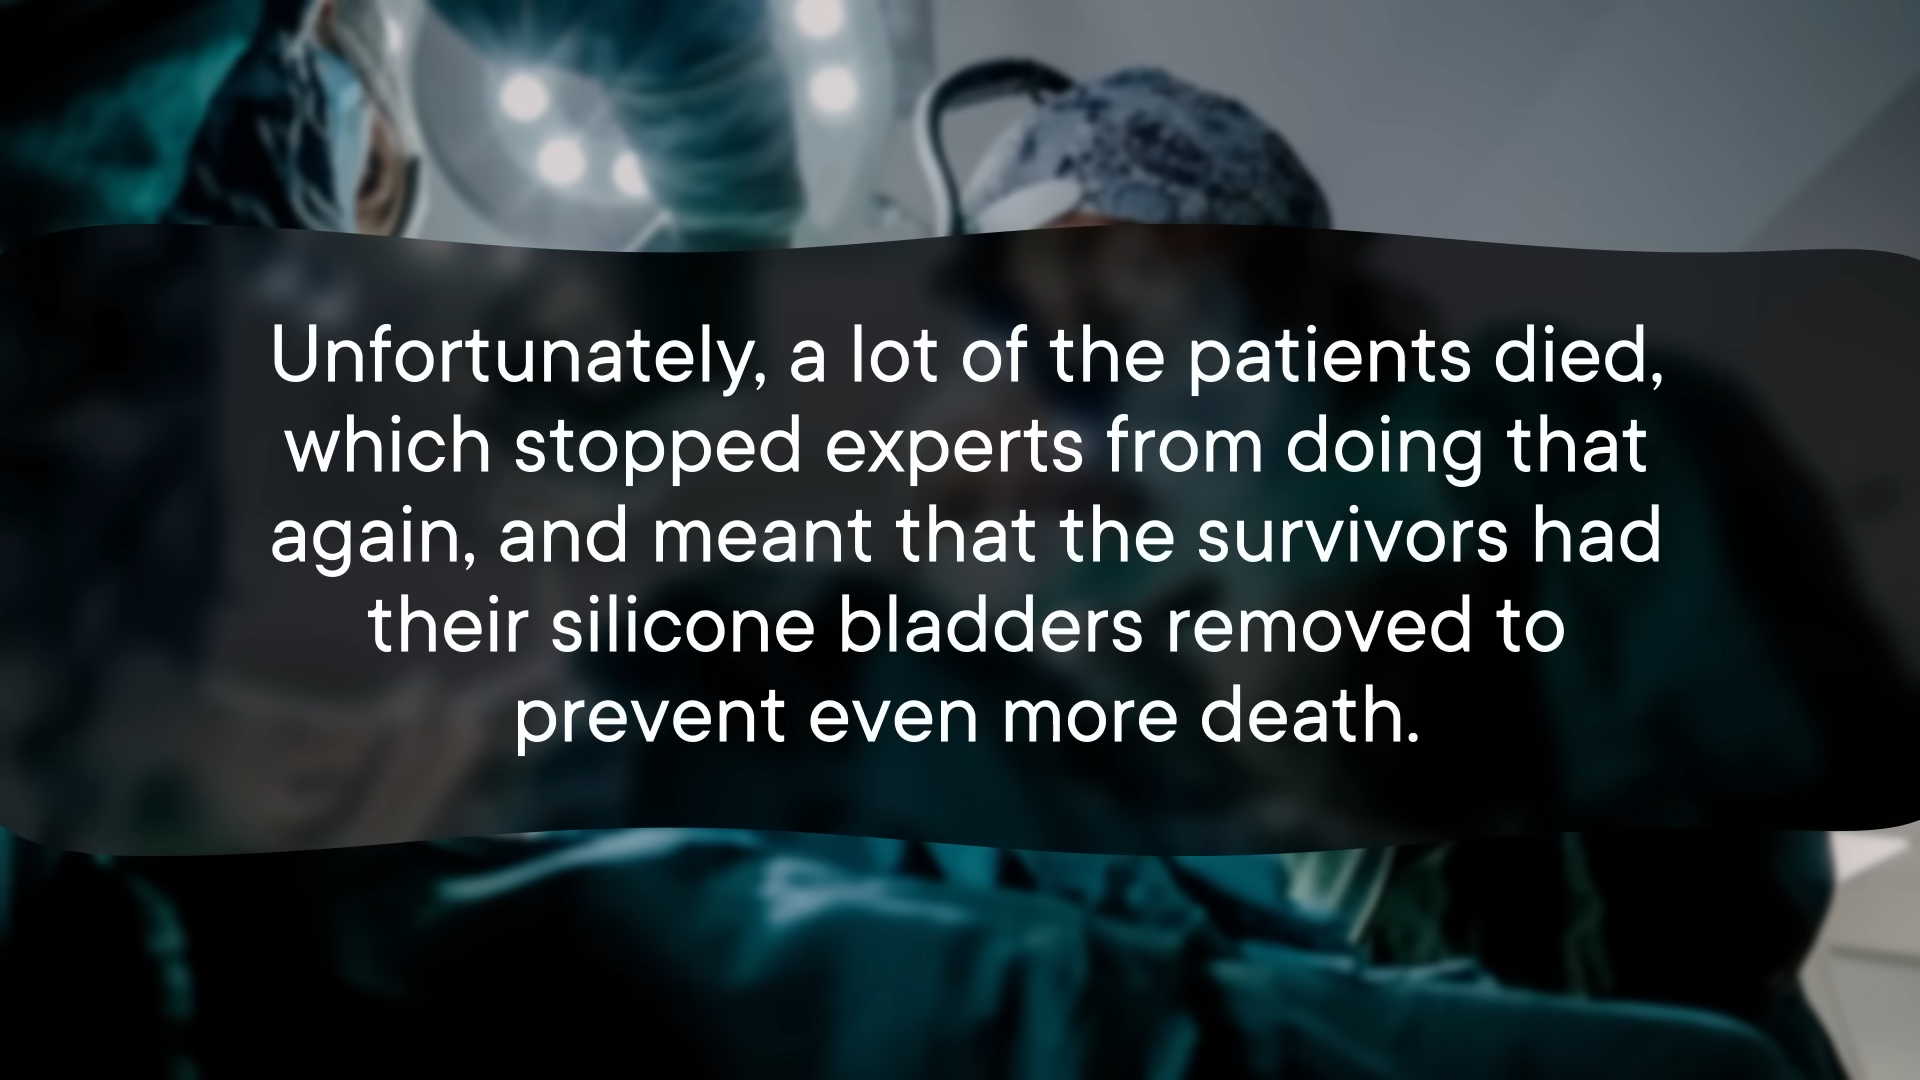 Unfortunately, a lot of the patients died,
which stopped experts from doing that
again, and meant that the survivors had
their silicone bladders removed to
prevent even more death.